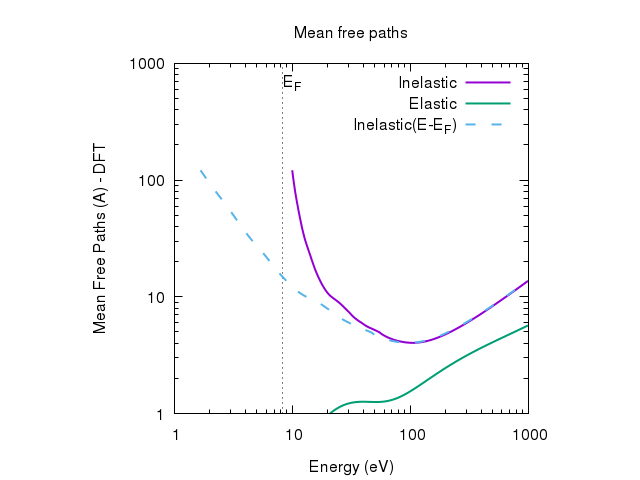 Mean free paths
1000
100
10
1
E_F
Inelastic
Elastic
Inelastic(E-E_F)
Mean Free Paths (A) - DFT
1 10 100 1000
Energy (eV)